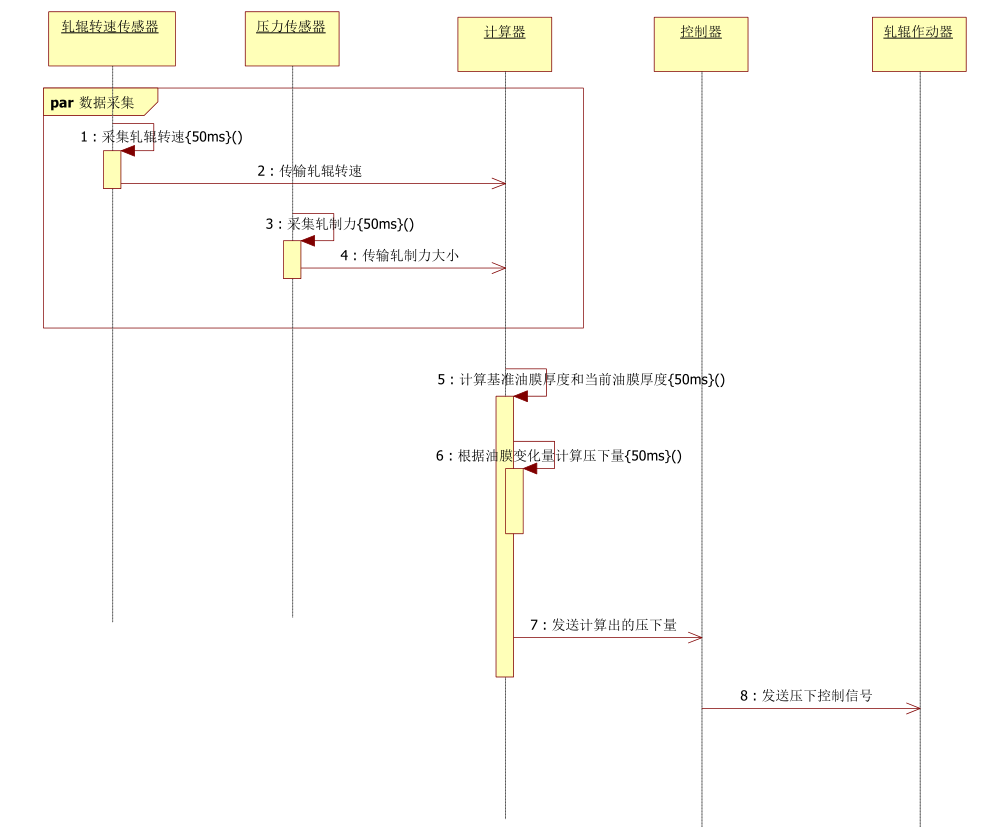 轧辊转速传感器
压力传感器
计算器
控制器
轧辊作动器
par 数据采集
1：采集轧辊转速{50ms}()
2：传输轧辊转速
3：采集轧制力{50ms}()
4：传输轧制力大小
5：计算基准油膜厚度和当前油膜厚度{50ms}()
6：根据油膜变化量计算压下量{50ms}()
7：发送计算出的压下量
8：发送压下控制信号